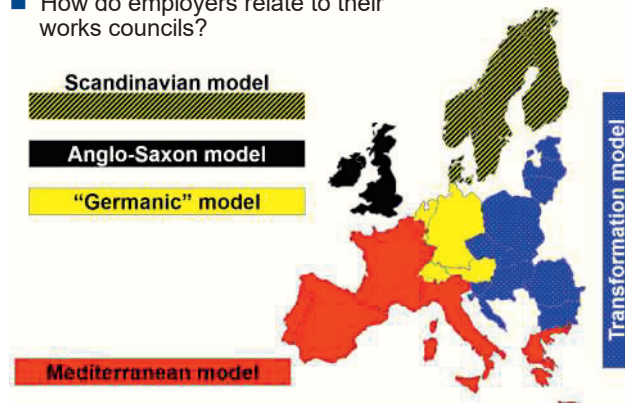 How do employers relate to their
works councils?
Scandinavian model
Anglo-Saxon model
“Germanic” model
Mediterranean model
Transformation model